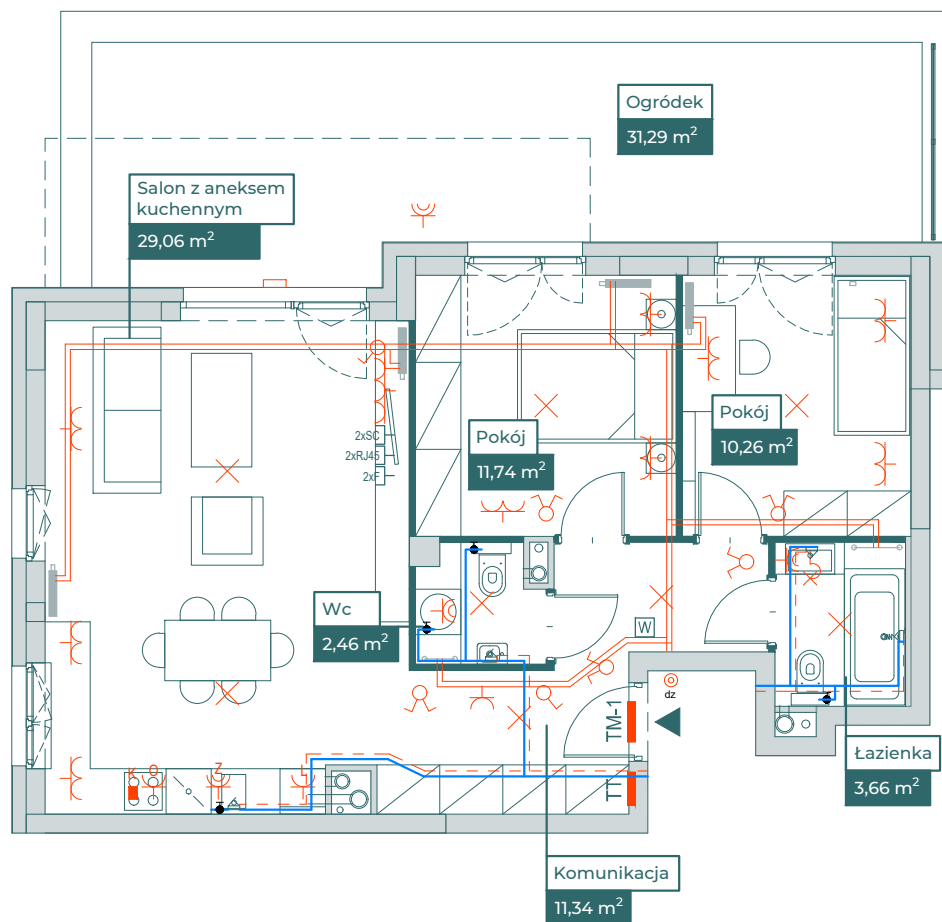 Ogródek
31,29 m²
Salon z aneksem
kuchennym
29,06 m²
2xSC
2xRJ45
2xF
Pokój
11,74 m²
Pokój
10,26 m²
Wc
2,46 m²
W
dz
TM-1
TT
K
O
Z
L
Łazienka
3,66 m²
Komunikacja
11,34 m²